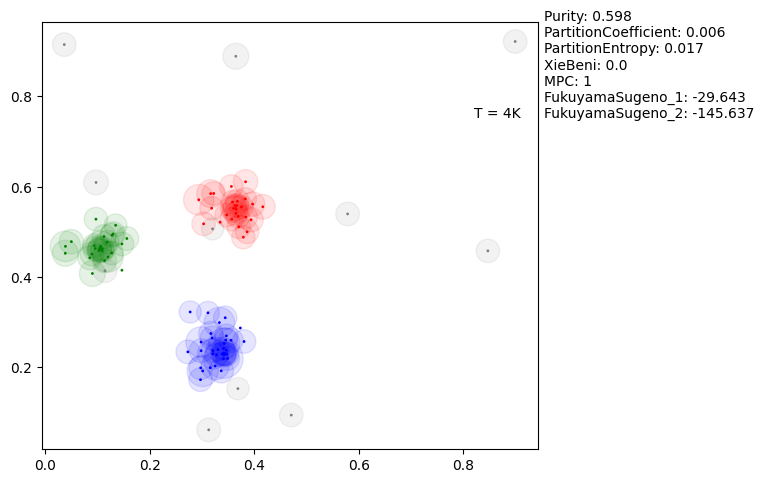 Purity: 0.598
PartitionCoefficient: 0.006
PartitionEntropy: 0.017
XieBeni: 0.0
MPC: 1
FukuyamaSugeno_1: -29.643
FukuyamaSugeno_2: -145.637
T = 4K
0.8
0.6
0.4
0.2
0.0
0.2
0.4
0.6
0.8